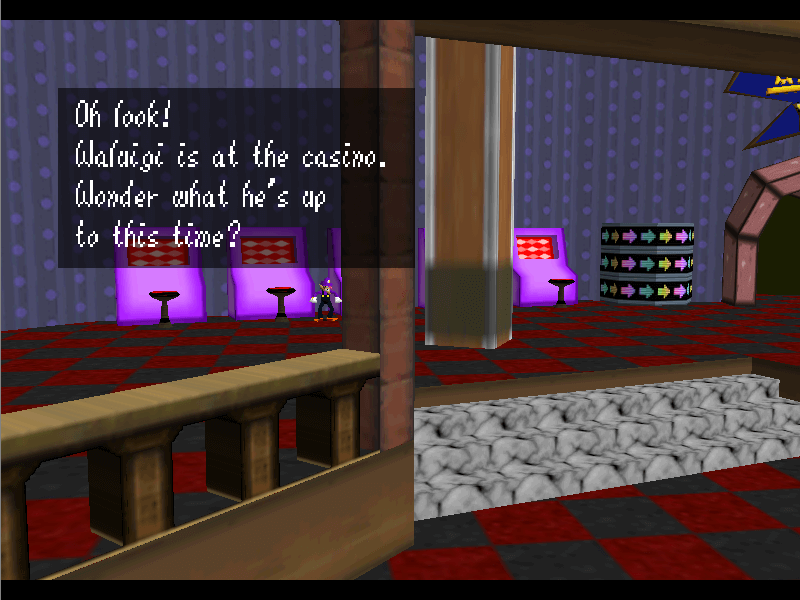 Oh look!
Waluigi is at the casino.
Wonder what he's up
to this time?